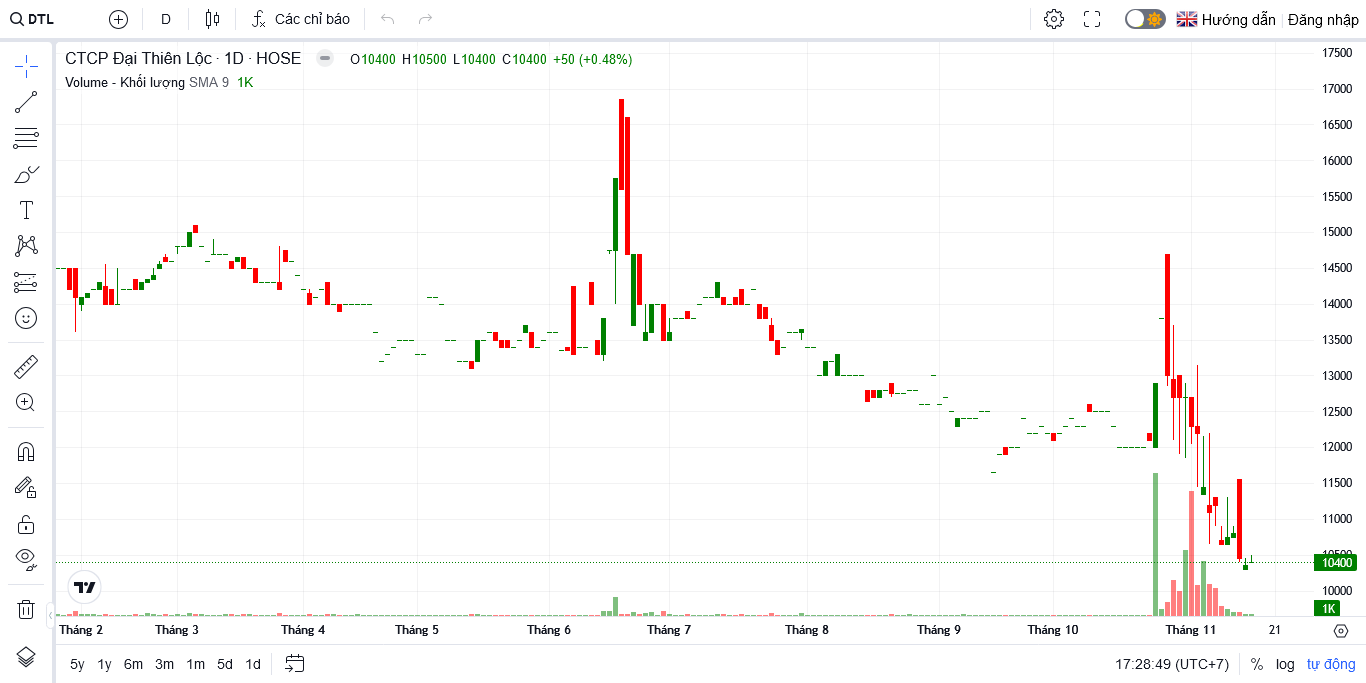 DTL D Các chỉ báo Hướng dẫn Đăng nhập
CTCP Đại Thiên Lộc · 1D · HOSE O10400 H10500 L10400 C10400 +50 (+0.48%)
Volume - Khối lượng SMA 9 1K
17500
17000
16500
16000
15500
15000
14500
14000
13500
13000
12500
12000
11500
11000
10500
10400
10000
1K
Tháng 2 Tháng 3 Tháng 4 Tháng 5 Tháng 6 Tháng 7 Tháng 8 Tháng 9 Tháng 10 Tháng 11 21
5y 1y 6m 3m 1m 5d 1d 17:28:49 (UTC+7) % log tự động